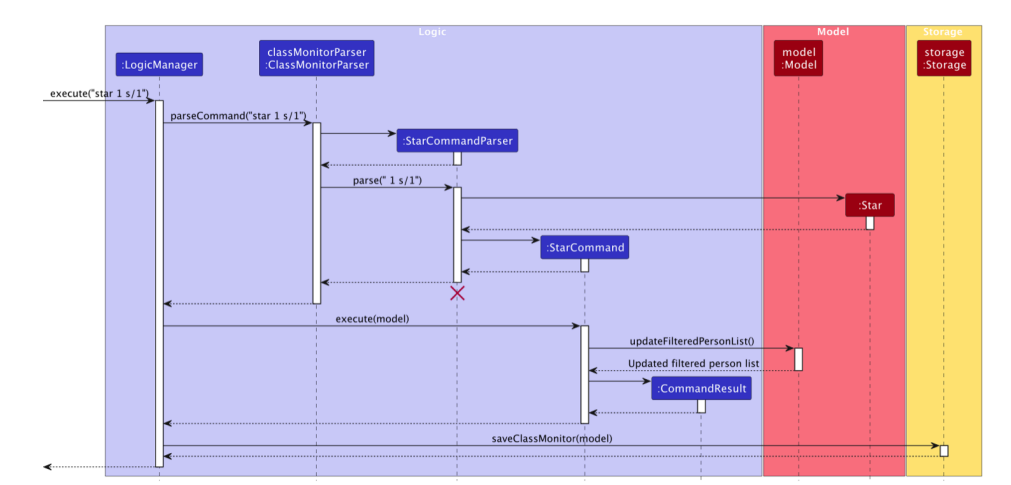 Logic
Model
Storage
:LogicManager
classMonitorParser
:ClassMonitorParser
model
:Model
storage
:Storage
execute("star 1 s/1")
parseCommand("star 1 s/1")
:StarCommandParser
parse(" 1 s/1")
:Star
:StarCommand
execute(model)
updateFilteredPersonList()
Updated filtered person list
:CommandResult
saveClassMonitor(model)